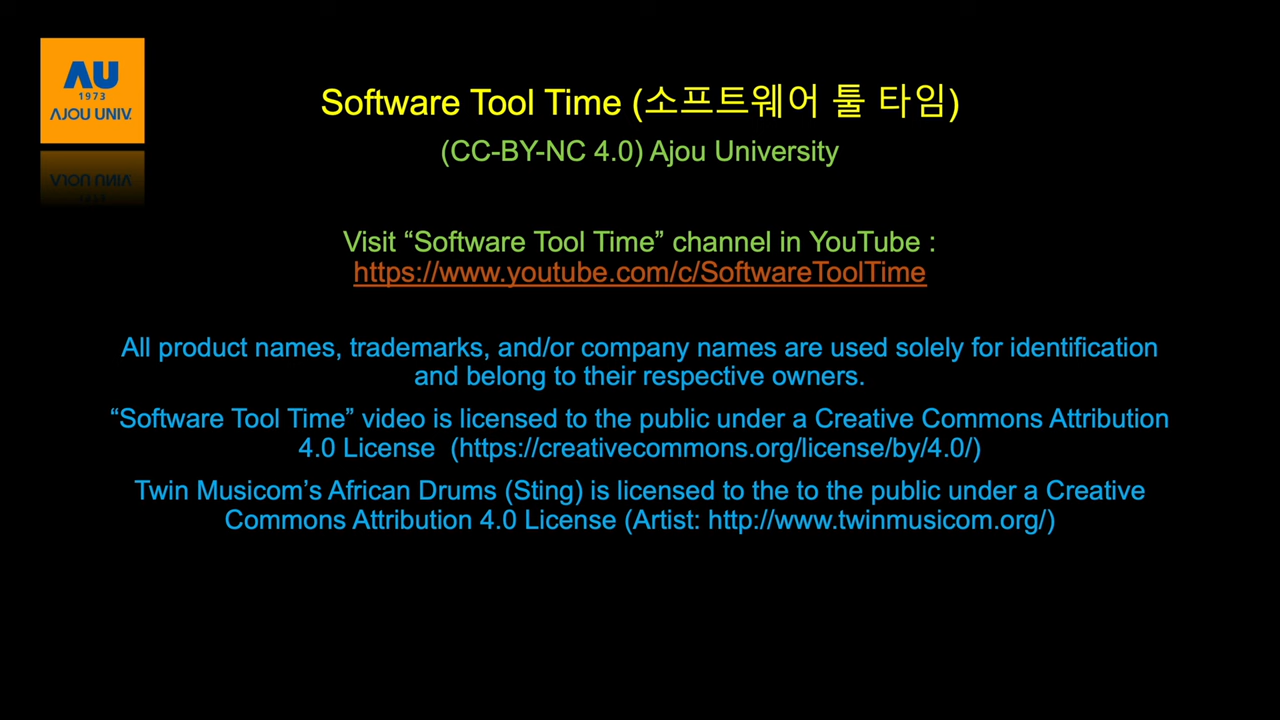 AU
1973
AJOU UNIV.
Software Tool Time (소프트웨어 툴 타임)
(CC-BY-NC 4.0) Ajou University
Visit “Software Tool Time” channel in YouTube :
https://www.youtube.com/c/SoftwareToolTime
All product names, trademarks, and/or company names are used solely for identification
and belong to their respective owners.
“Software Tool Time” video is licensed to the public under a Creative Commons Attribution
4.0 License (https://creativecommons.org/license/by/4.0/)
Twin Musicom’s African Drums (Sting) is licensed to the to the public under a Creative
Commons Attribution 4.0 License (Artist: http://www.twinmusicom.org/)